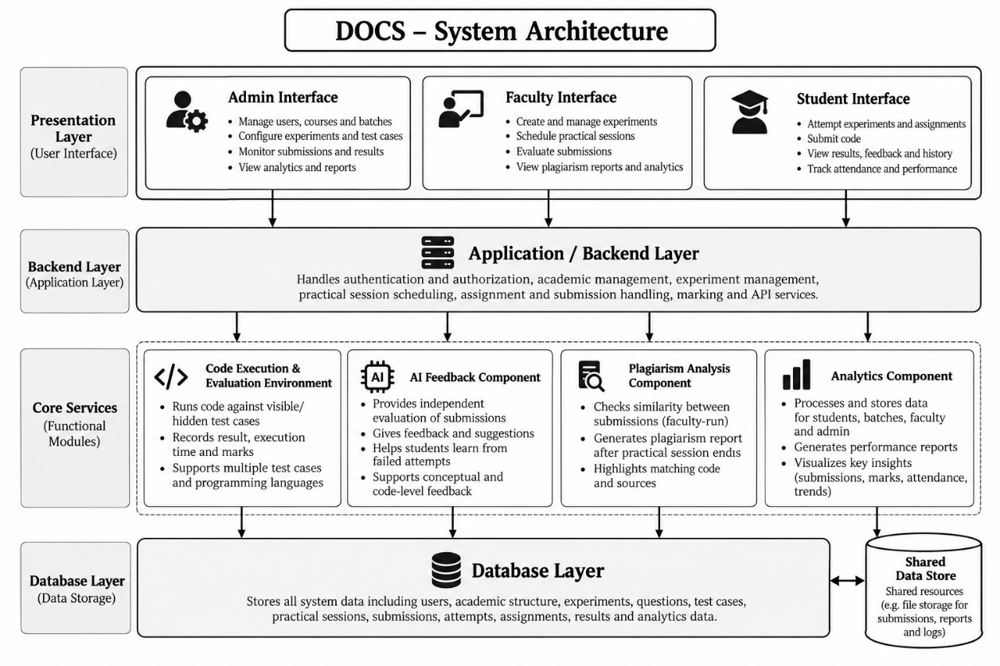 DOCS – System Architecture
Presentation
Layer
(User Interface)
Admin Interface
• Manage users, courses and batches
• Configure experiments and test cases
• Monitor submissions and results
• View analytics and reports
Faculty Interface
• Create and manage experiments
• Schedule practical sessions
• Evaluate submissions
• View plagiarism reports and analytics
Student Interface
• Attempt experiments and assignments
• Submit code
• View results, feedback and history
• Track attendance and performance
Backend Layer
(Application Layer)
Application / Backend Layer
Handles authentication and authorization, academic management, experiment management,
practical session scheduling, assignment and submission handling, marking and API services.
Core Services
(Functional
Modules)
</>
Code Execution &
Evaluation Environment
• Runs code against visible/
hidden test cases
• Records result, execution
time and marks
• Supports multiple test cases
and programming languages
AI
AI Feedback Component
• Provides independent
evaluation of submissions
• Gives feedback and suggestions
• Helps students learn from
failed attempts
• Supports conceptual and
code-level feedback
Plagiarism Analysis
Component
• Checks similarity between
submissions (faculty-run)
• Generates plagiarism report
after practical session ends
• Highlights matching code
and sources
Analytics Component
• Processes and stores data
for students, batches, faculty
and admin
• Generates performance reports
• Visualizes key insights
(submissions, marks, attendance,
trends)
Database Layer
(Data Storage)
Database Layer
Stores all system data including users, academic structure, experiments, questions, test cases,
practical sessions, submissions, attempts, assignments, results and analytics data.
Shared
Data Store
Shared resources
(e.g. file storage for
submissions, reports
and logs)